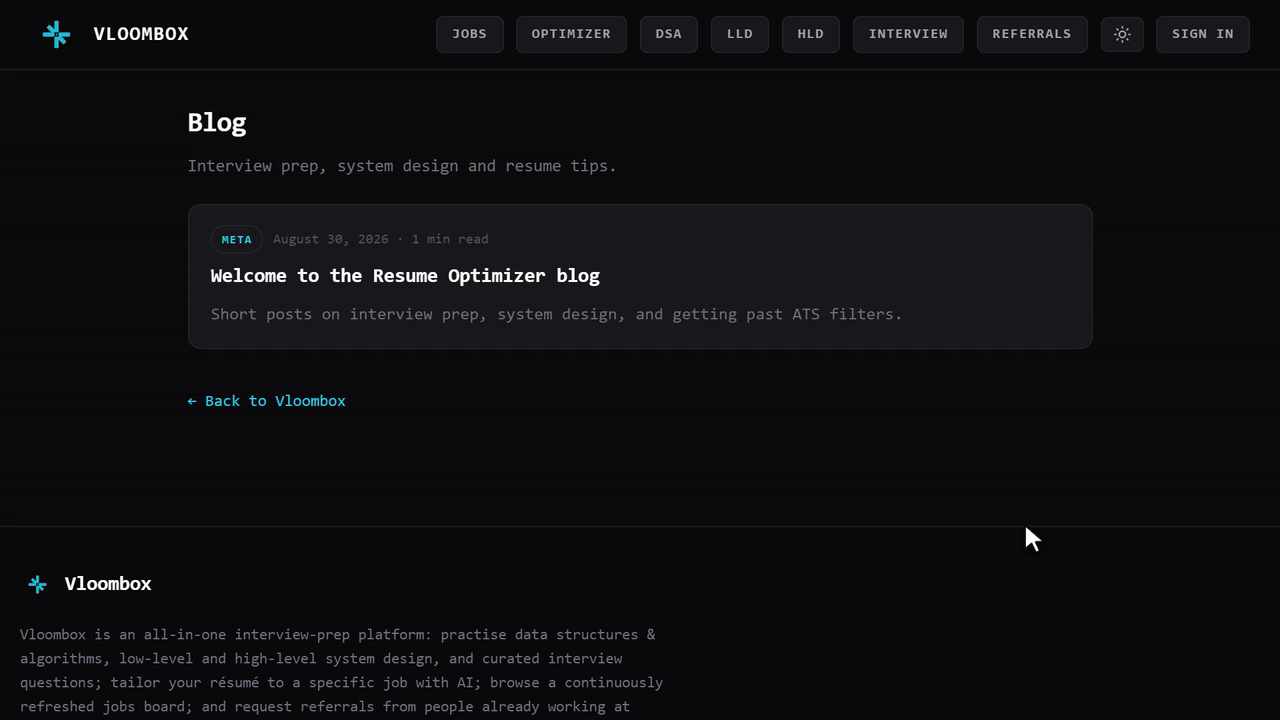 VLOOMBOX
JOBS
OPTIMIZER
DSA
LLD
HLD
INTERVIEW
REFERRALS
SIGN IN
Blog
Interview prep, system design and resume tips.
META August 30, 2026 · 1 min read
Welcome to the Resume Optimizer blog
Short posts on interview prep, system design, and getting past ATS filters.
← Back to Vloombox
Vloombox
Vloombox is an all-in-one interview-prep platform: practise data structures &
algorithms, low-level and high-level system design, and curated interview
questions; tailor your résumé to a specific job with AI; browse a continuously
refreshed jobs board; and request referrals from people already working at